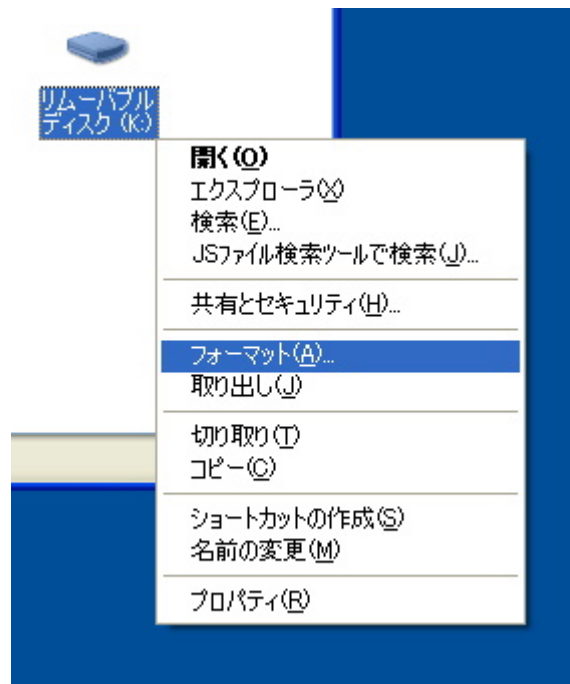 リムーバブル
ディスク (K:)
開く(O)
エクスプローラ(X)
検索(E)...
JSファイル検索ツールで検索(J)...
共有とセキュリティ(H)...
フォーマット(A)...
取り出し(J)
切り取り(T)
コピー(C)
ショートカットの作成(S)
名前の変更(M)
プロパティ(R)